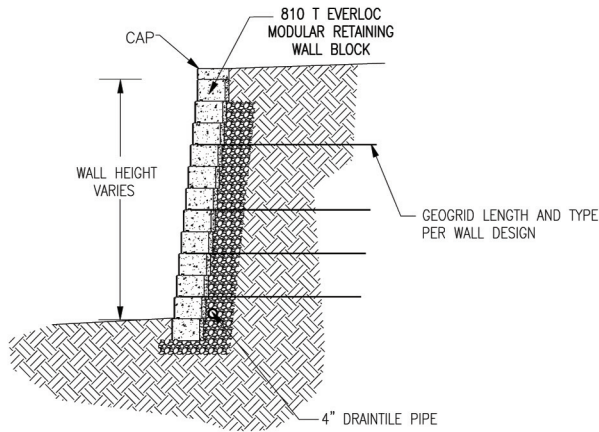 810 T EVERLOC
MODULAR RETAINING
WALL BLOCK
CAP
WALL HEIGHT
VARIES
GEOGRID LENGTH AND TYPE
PER WALL DESIGN
4" DRAINTILE PIPE